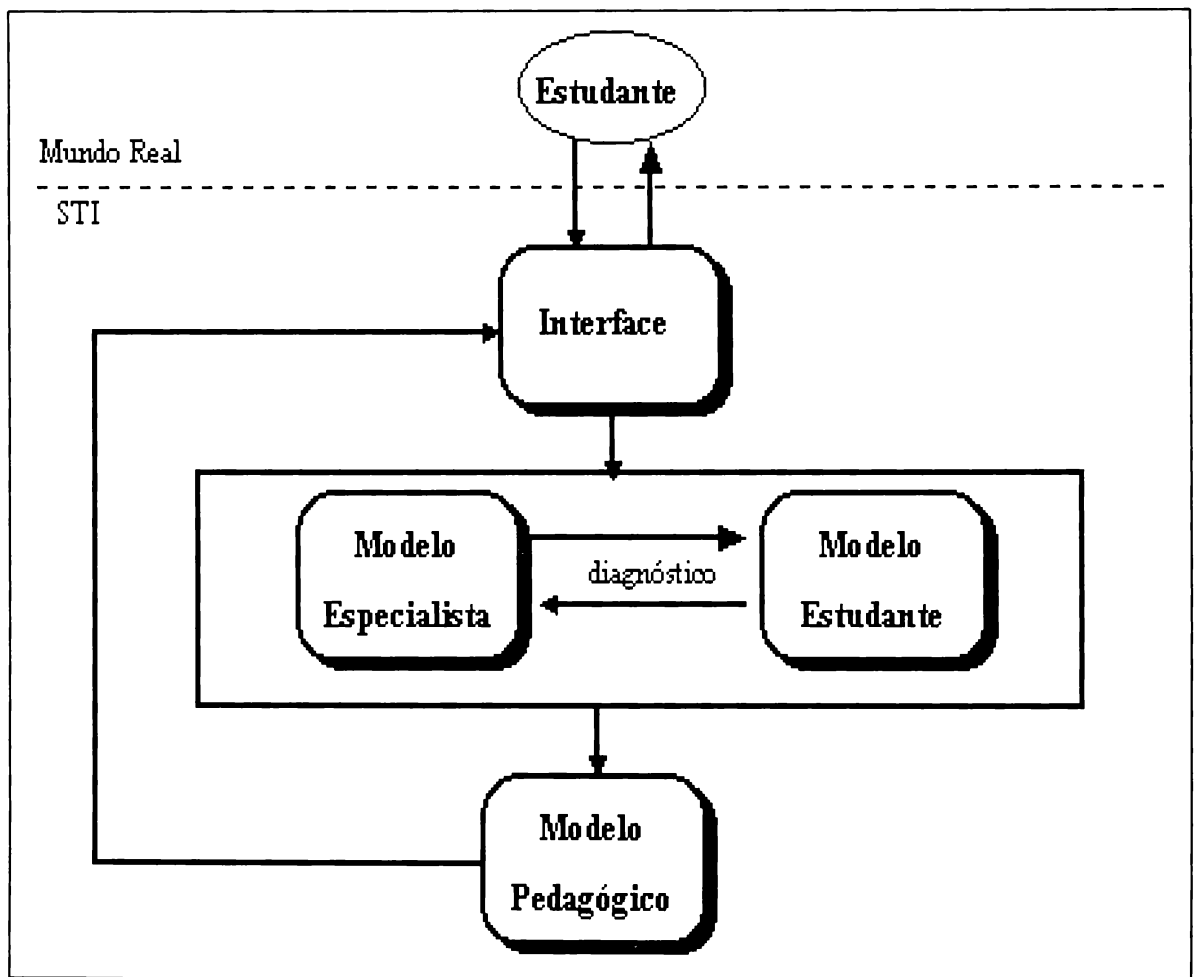 Estudante
Mundo Real
STI
Interface
Modelo
Especialista
diagnóstico
Modelo
Estudante
Modelo
Pedagógico